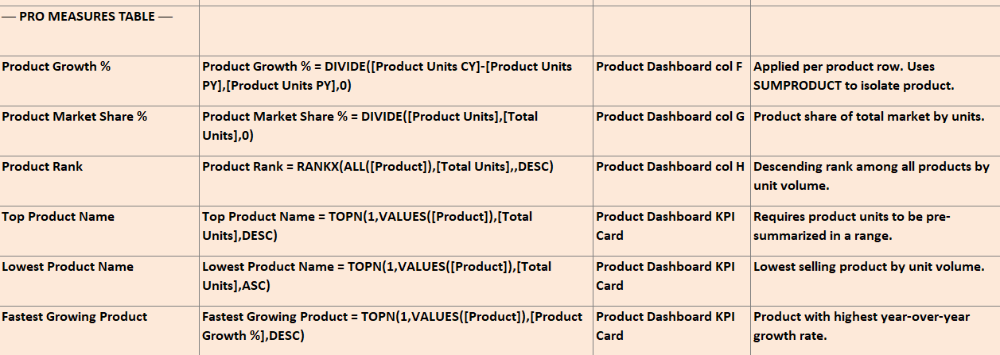 — PRO MEASURES TABLE —
Product Growth %
Product Growth % = DIVIDE([Product Units CY]-[Product Units
PY],[Product Units PY],0)
Product Dashboard col F
Applied per product row. Uses
SUMPRODUCT to isolate product.
Product Market Share %
Product Market Share % = DIVIDE([Product Units],[Total
Units],0)
Product Dashboard col G
Product share of total market by units.
Product Rank
Product Rank = RANKX(ALL([Product]),[Total Units],,DESC)
Product Dashboard col H
Descending rank among all products by
unit volume.
Top Product Name
Top Product Name = TOPN(1,VALUES([Product]),[Total
Units],DESC)
Product Dashboard KPI
Card
Requires product units to be pre-
summarized in a range.
Lowest Product Name
Lowest Product Name = TOPN(1,VALUES([Product]),[Total
Units],ASC)
Product Dashboard KPI
Card
Lowest selling product by unit volume.
Fastest Growing Product
Fastest Growing Product = TOPN(1,VALUES([Product]),[Product
Growth %],DESC)
Product Dashboard KPI
Card
Product with highest year-over-year
growth rate.